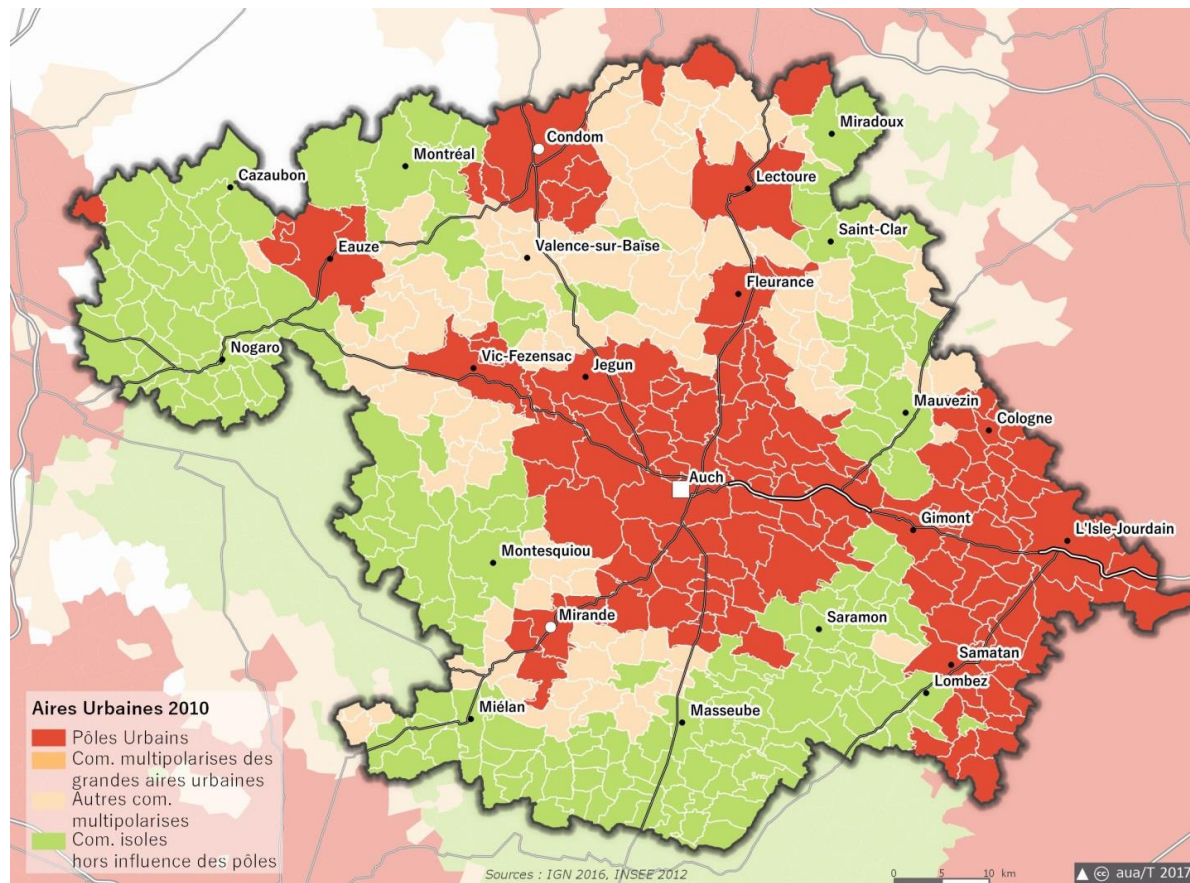 Miradoux
Condom
Montréal
Cazaubon
Lectoure
Saint-Clar
Eauze
Valence-sur-Baïse
Fleurance
Nogaro
Vic-Fezensac
Jegun
Mauvezin
Cologne
Auch
Gimont
L'Isle-Jourdain
Montesquiou
Mirande
Saramon
Samatan
Lombez
Miélan
Masseube
Aires Urbaines 2010
Pôles Urbains
Com. multipolarises des
grandes aires urbaines
Autres com.
multipolarises
Com. isoles
hors influence des pôles
Sources : IGN 2016, INSEE 2012
0 5 10 km
cc aua/T 2017